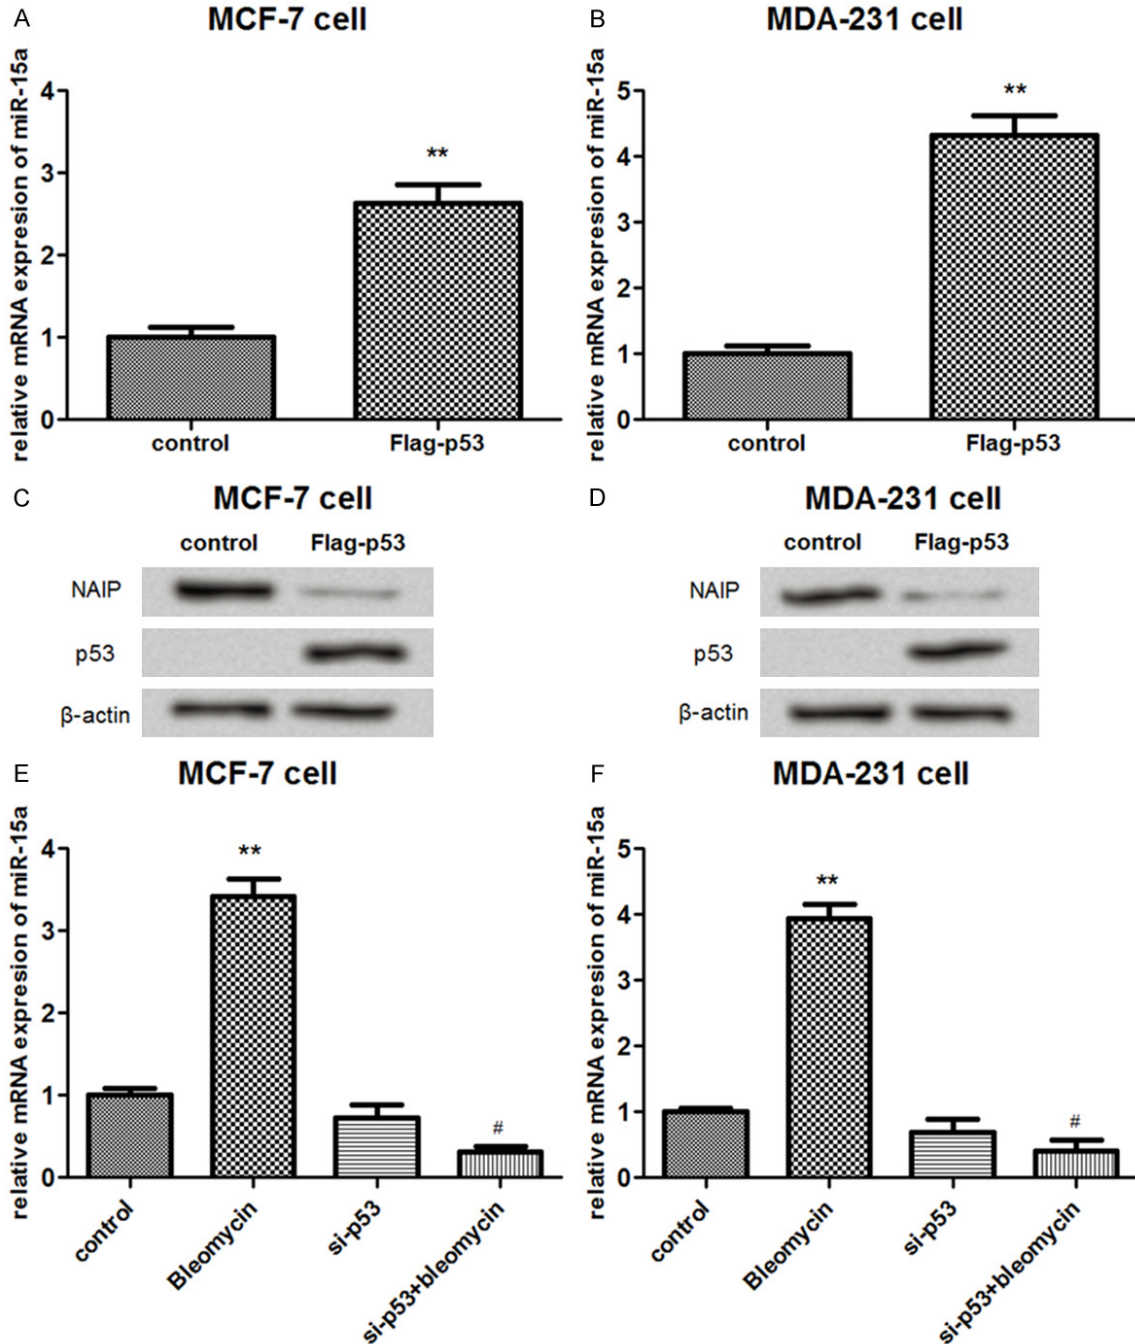 A
MCF-7 cell
relative mRNA expresion of miR-15a
4
3
2
1
0
**
control
Flag-p53
B
MDA-231 cell
relative mRNA expresion of miR-15a
5
4
3
2
1
0
**
control
Flag-p53
C
MCF-7 cell
control Flag-p53
NAIP
p53
β-actin
D
MDA-231 cell
control Flag-p53
NAIP
p53
β-actin
E
MCF-7 cell
relative mRNA expresion of miR-15a
4
3
2
1
0
**
#
control
Bleomycin
si-p53
si-p53+bleomycin
F
MDA-231 cell
relative mRNA expresion of miR-15a
5
4
3
2
1
0
**
#
control
Bleomycin
si-p53
si-p53+bleomycin